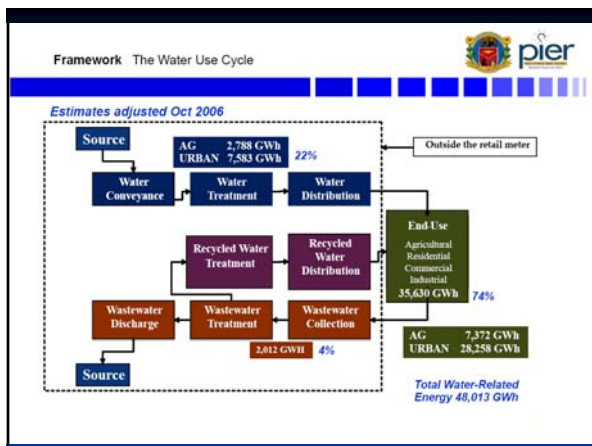 Framework The Water Use Cycle
pier
Estimates adjusted Oct 2006
Source
AG 2,788 GWh
URBAN 7,583 GWh
22%
Outside the retail meter
Water
Conveyance
Water
Treatment
Water
Distribution
End-Use
Agricultural
Residential
Commercial
Industrial
35,630 GWh
74%
Recycled Water
Treatment
Recycled
Water
Distribution
Wastewater
Discharge
Wastewater
Treatment
Wastewater
Collection
2,012 GWH
4%
AG 7,372 GWh
URBAN 28,258 GWh
Source
Total Water-Related
Energy 48,013 GWh